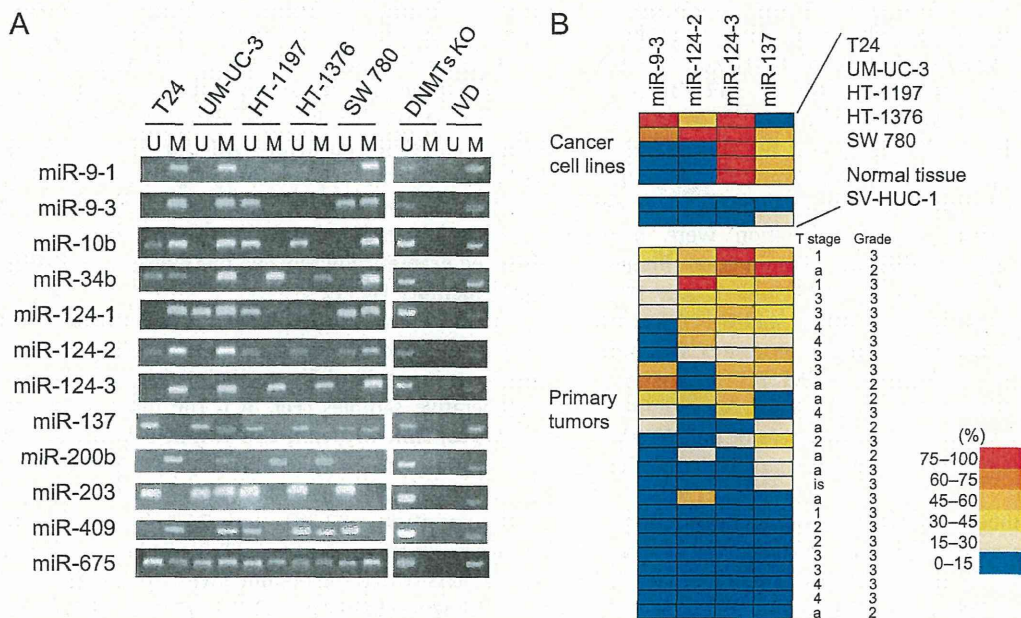 A
T24 UM-UC-3 HT-1197 HT-1376 SW 780 DNMTs KO IVD
U M U M U M U M U M U M U M
miR-9-1
miR-9-3
miR-10b
miR-34b
miR-124-1
miR-124-2
miR-124-3
miR-137
miR-200b
miR-203
miR-409
miR-675
B
miR-9-3 miR-124-2 miR-124-3 miR-137
Cancer
cell lines
T24
UM-UC-3
HT-1197
HT-1376
SW 780
Normal tissue
SV-HUC-1
T stage Grade
1 3
a 2
1 3
3 3
3 3
4 3
4 3
3 3
3 3
a 2
a 2
4 3
a 2
2 3
a 2
a 3
is 3
a 3
1 3
2 3
2 3
3 3
3 3
4 3
4 3
a 2
Primary
tumors
(%)
75–100
60–75
45–60
30–45
15–30
0–15